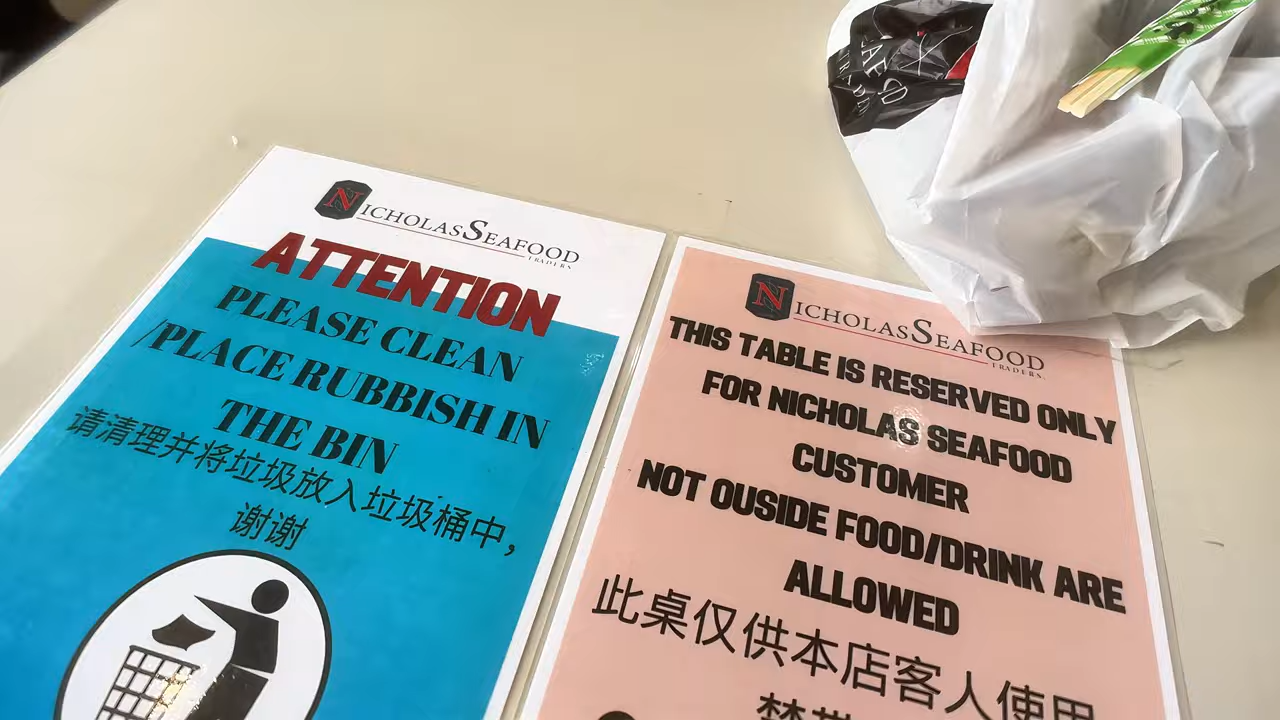 NICHOLAS SEAFOOD
TRADERS
ATTENTION
PLEASE CLEAN
/PLACE RUBBISH IN
THE BIN
请清理并将垃圾放入垃圾桶中，
谢谢
NICHOLAS SEAFOOD
TRADERS.
THIS TABLE IS RESERVED ONLY
FOR NICHOLAS SEAFOOD
CUSTOMER
NOT OUSIDE FOOD/DRINK ARE
ALLOWED
此桌仅供本店客人使用